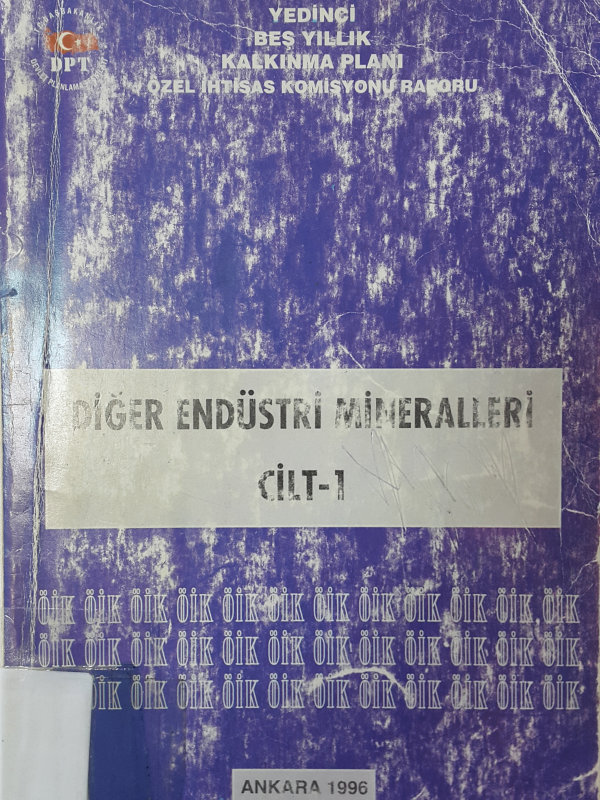 DPT
YEDİNCİ
BEŞ YILLIK
KALKINMA PLANI
ÖZEL İHTİSAS KOMİSYONU RAPORU
DİĞER ENDÜSTRİ MİNERALLERİ
CİLT-1
ÖİK ÖİK ÖİK ÖİK ÖİK ÖİK ÖİK ÖİK ÖİK ÖİK ÖİK ÖİK
ÖİK ÖİK ÖİK ÖİK ÖİK ÖİK ÖİK ÖİK ÖİK ÖİK ÖİK ÖİK
ÖİK ÖİK ÖİK ÖİK ÖİK ÖİK ÖİK ÖİK ÖİK ÖİK
ANKARA 1996